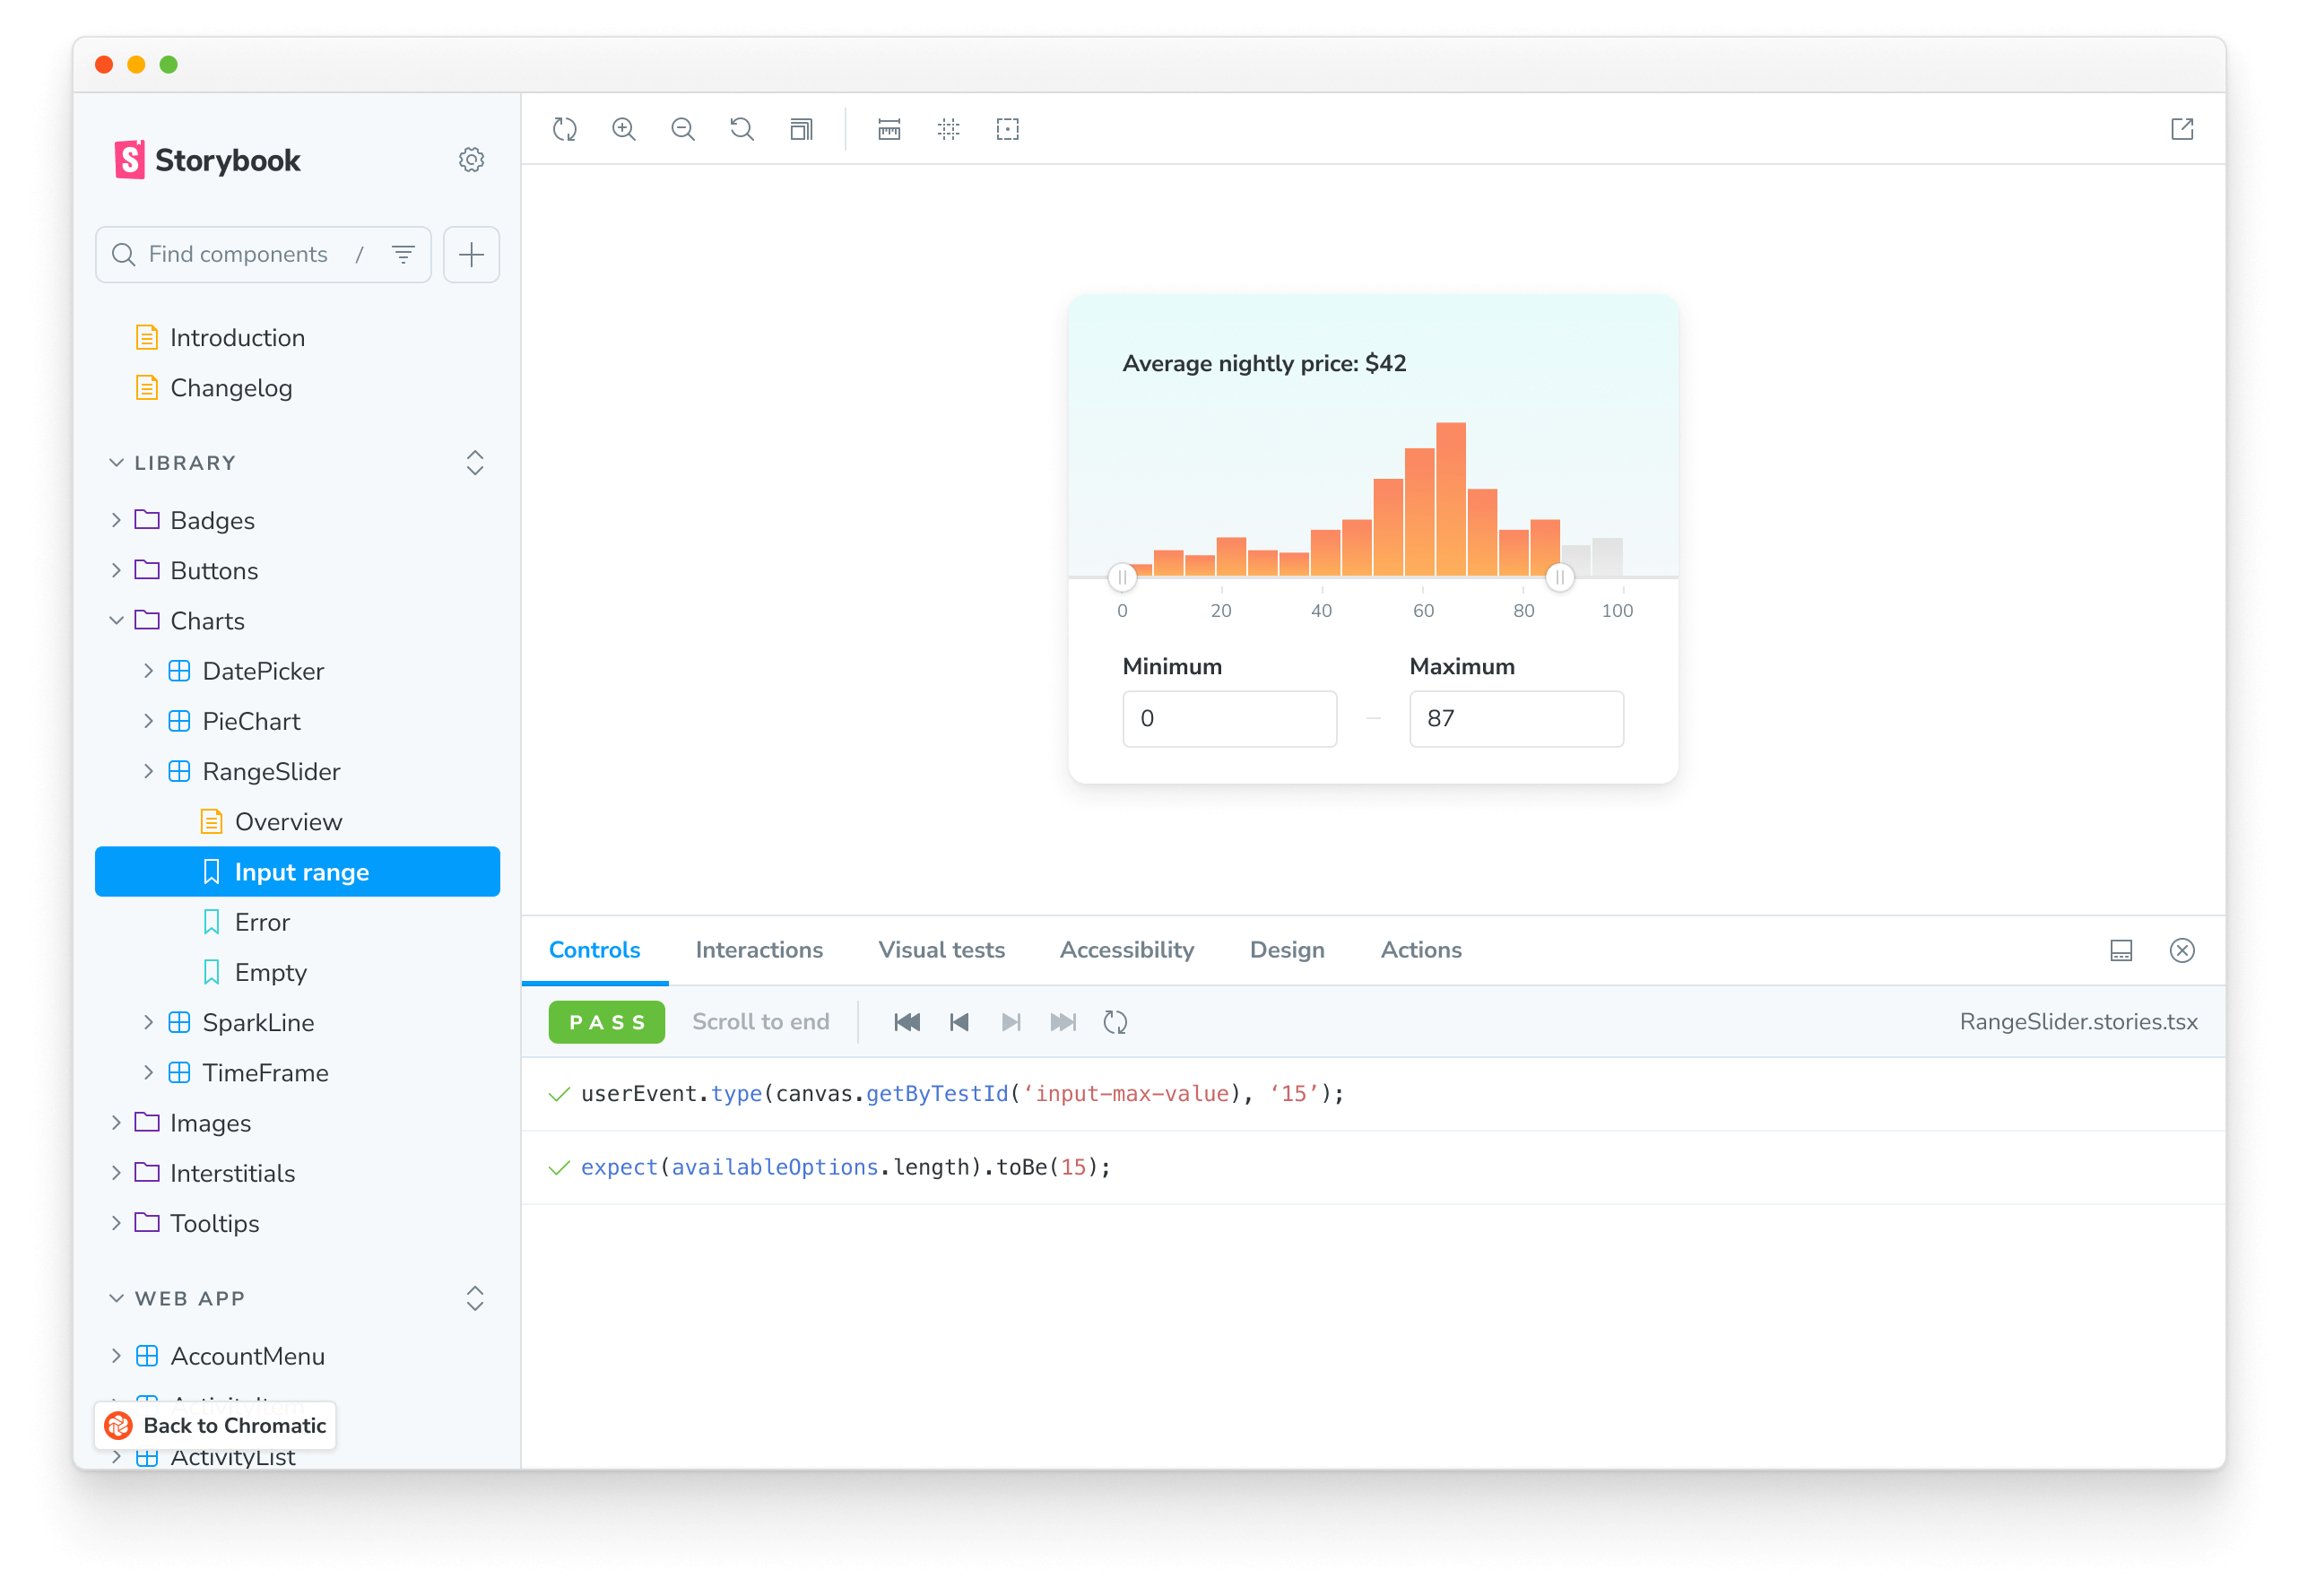 Storybook
Find components /
Introduction
Changelog
LIBRARY
Badges
Buttons
Charts
DatePicker
PieChart
RangeSlider
Overview
Input range
Error
Empty
SparkLine
TimeFrame
Images
Interstitials
Tooltips
WEB APP
AccountMenu
ActivityItem
Back to Chromatic
ActivityList
Average nightly price: $42
0 20 40 60 80 100
Minimum Maximum
0 – 87
Controls Interactions Visual tests Accessibility Design Actions
PASS Scroll to end RangeSlider.stories.tsx
userEvent.type(canvas.getByTestId(‘input-max-value), ‘15’);
expect(availableOptions.length).toBe(15);